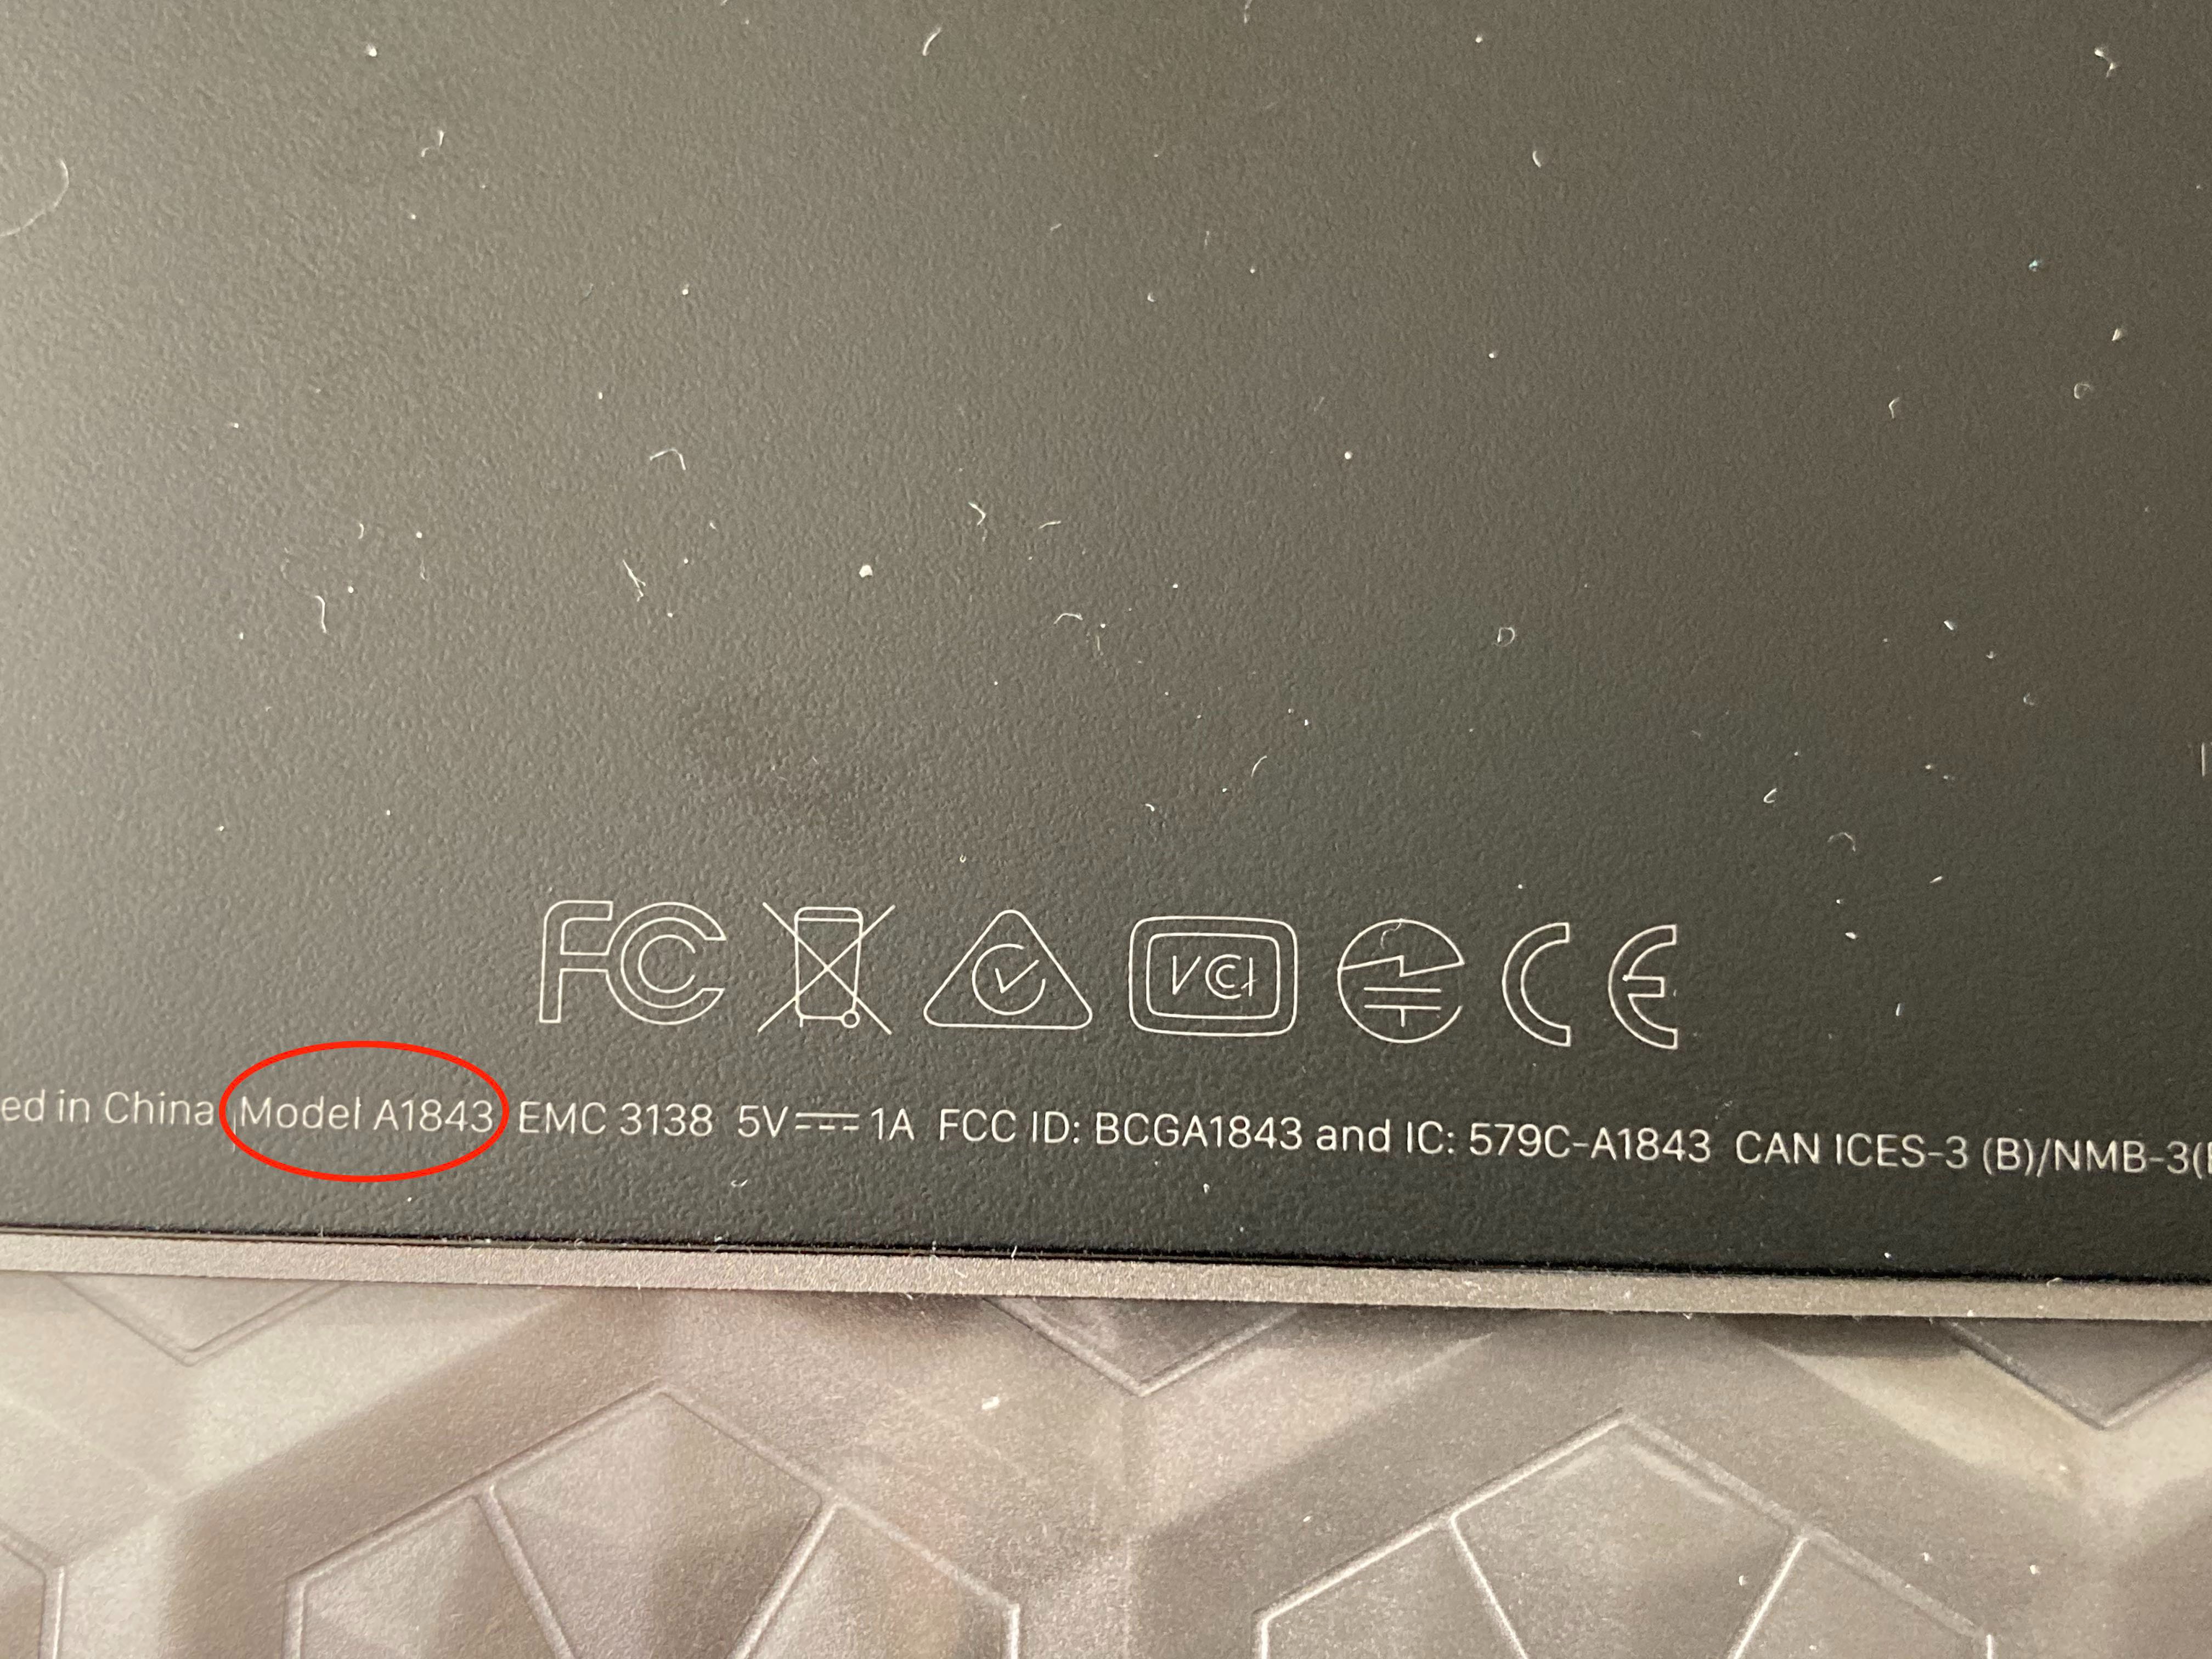 FC VCI CE
ed in China Model A1843 EMC 3138 5V⎓1A FCC ID: BCGA1843 and IC: 579C-A1843 CAN ICES-3 (B)/NMB-3(